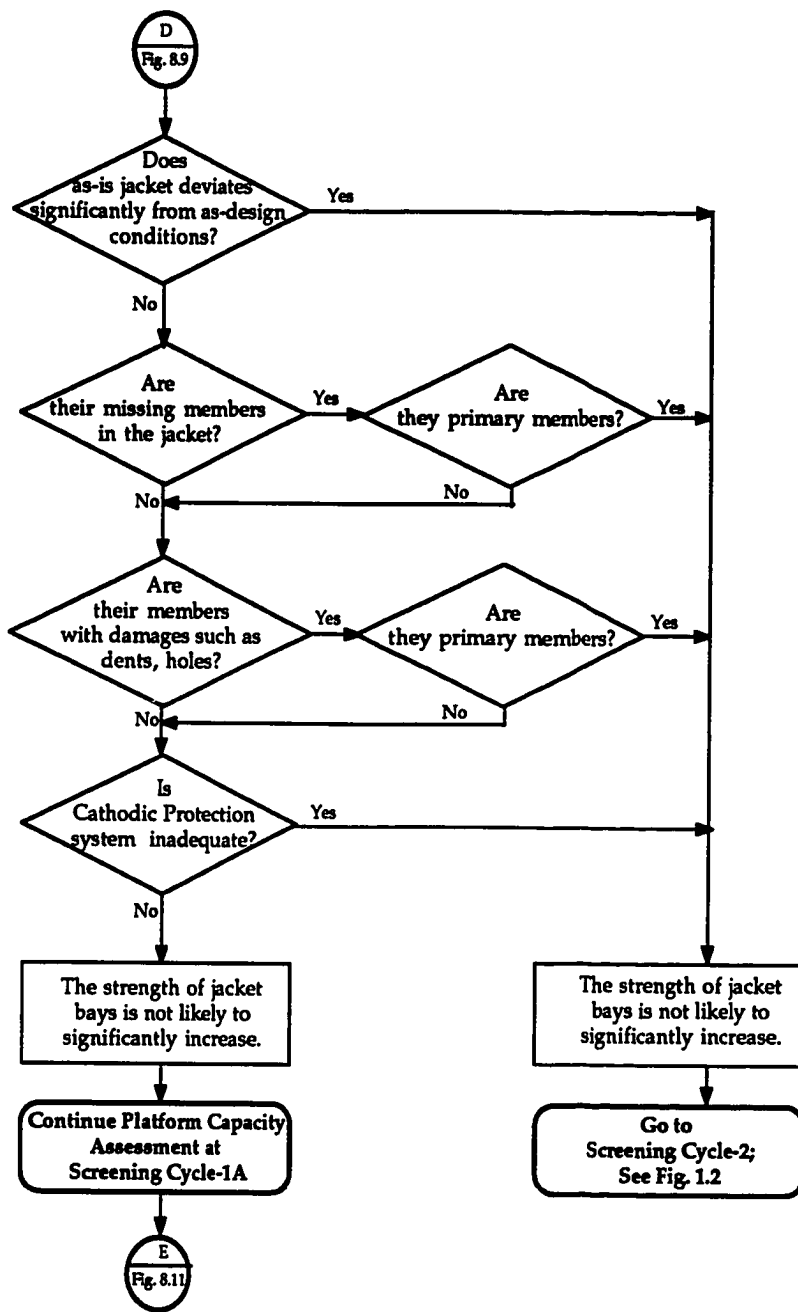 D
Fig. 8.9
Does
as-is jacket deviates
significantly from as-design
conditions?
Yes
No
Are
their missing members
in the jacket?
Yes
Are
they primary members?
Yes
No
No
Are
their members
with damages such as
dents, holes?
Yes
Are
they primary members?
Yes
No
No
Is
Cathodic Protection
system inadequate?
Yes
No
The strength of jacket
bays is not likely to
significantly increase.
The strength of jacket
bays is not likely to
significantly increase.
Continue Platform Capacity
Assessment at
Screening Cycle-1A
Go to
Screening Cycle-2;
See Fig. 1.2
E
Fig. 8.11